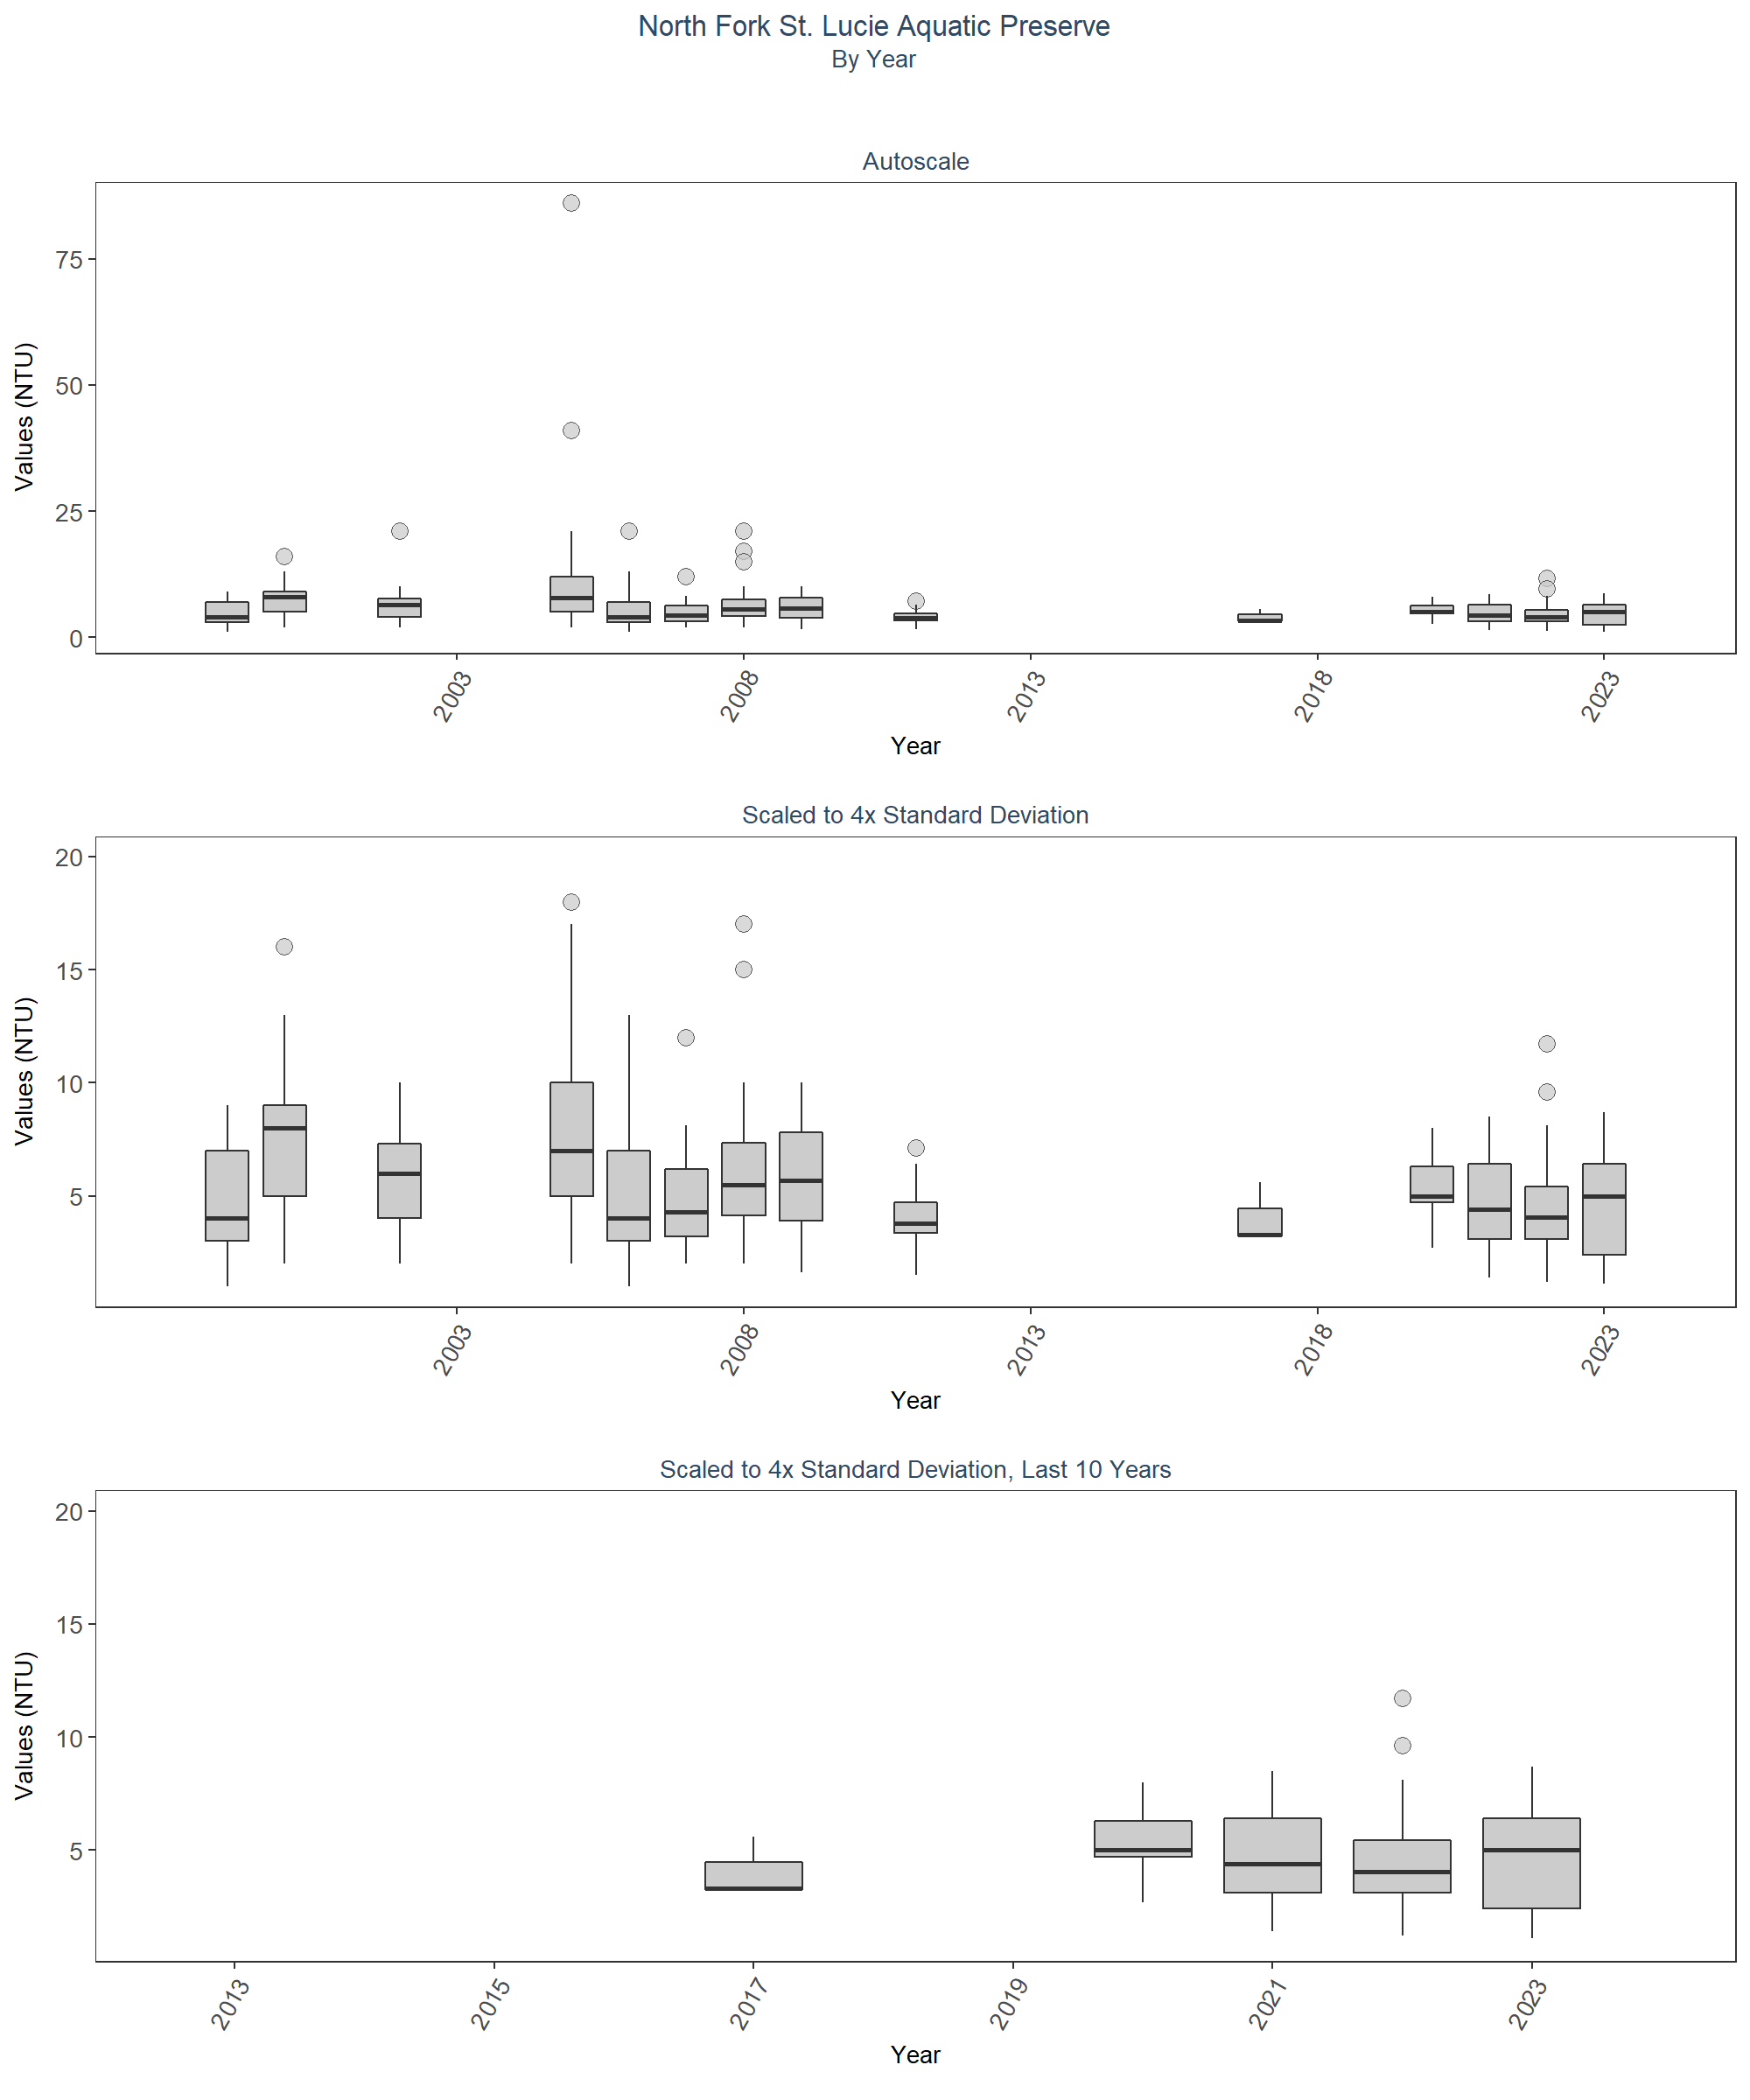 North Fork St. Lucie Aquatic Preserve
By Year
Autoscale
Values (NTU)
75
50
25
0
2003 2008 2013 2018 2023
Year
Scaled to 4x Standard Deviation
Values (NTU)
20
15
10
5
2003 2008 2013 2018 2023
Year
Scaled to 4x Standard Deviation, Last 10 Years
Values (NTU)
20
15
10
5
2013 2015 2017 2019 2021 2023
Year